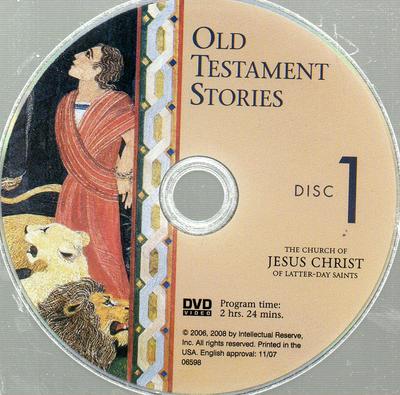 OLD
TESTAMENT
STORIES
DISC 1
THE CHURCH OF
JESUS CHRIST
OF LATTER-DAY SAINTS
DVD
VIDEO
Program time:
2 hrs. 24 mins.
© 2006, 2008 by Intellectual Reserve,
Inc. All rights reserved. Printed in the
USA. English approval: 11/07
06598